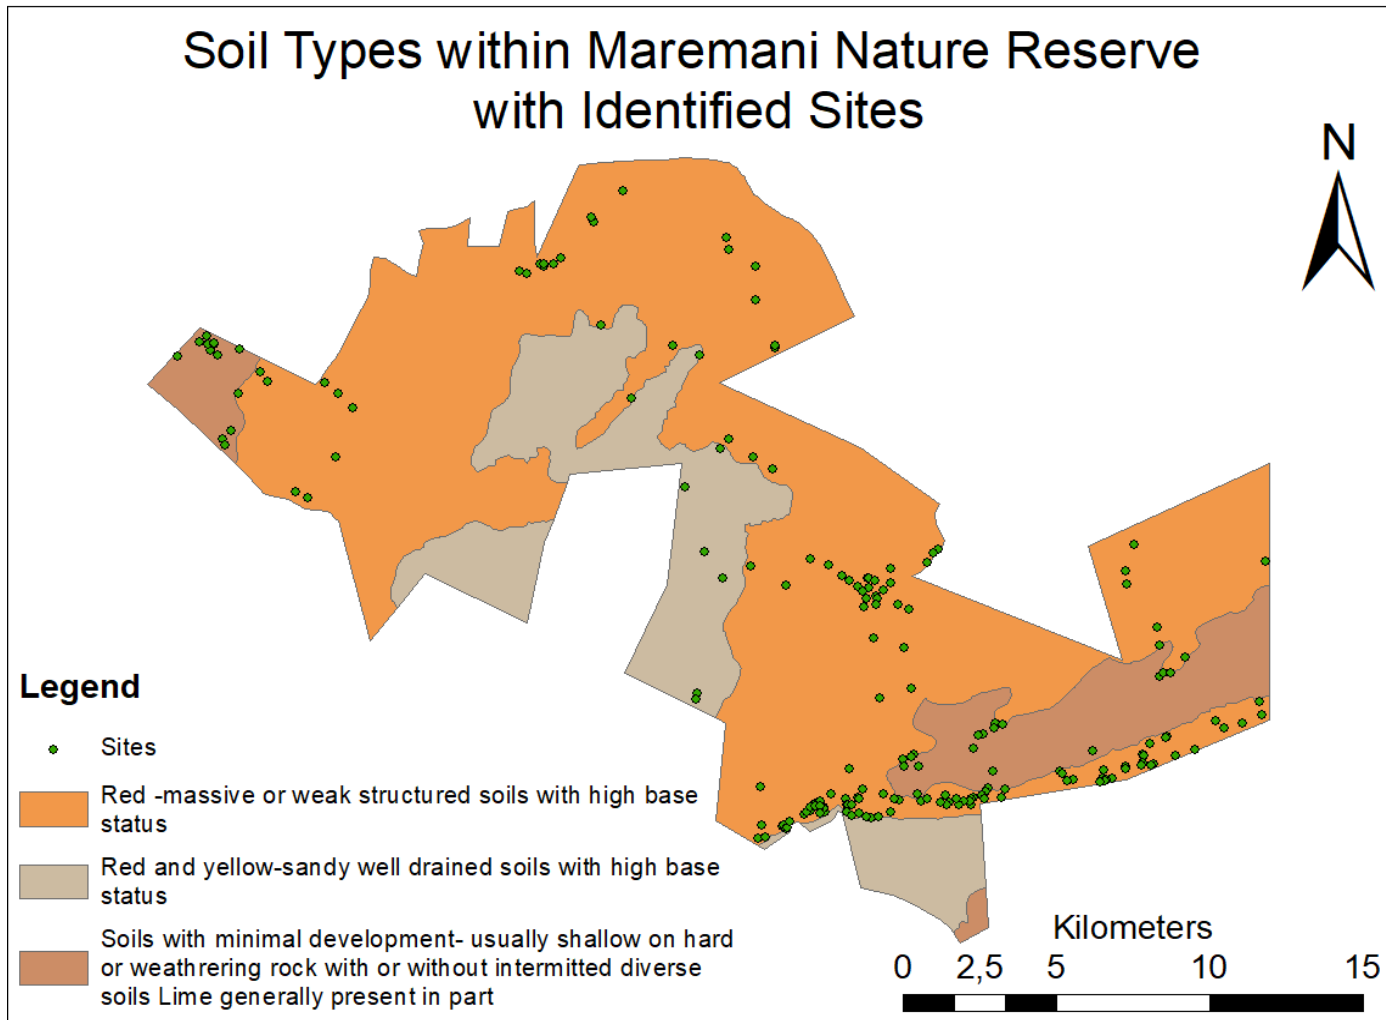 Soil Types within Maremani Nature Reserve
with Identified Sites
N
Legend
Sites
Red -massive or weak structured soils with high base
status
Red and yellow-sandy well drained soils with high base
status
Soils with minimal development- usually shallow on hard
or weathrering rock with or without intermitted diverse
soils Lime generally present in part
Kilometers
0 2,5 5 10 15